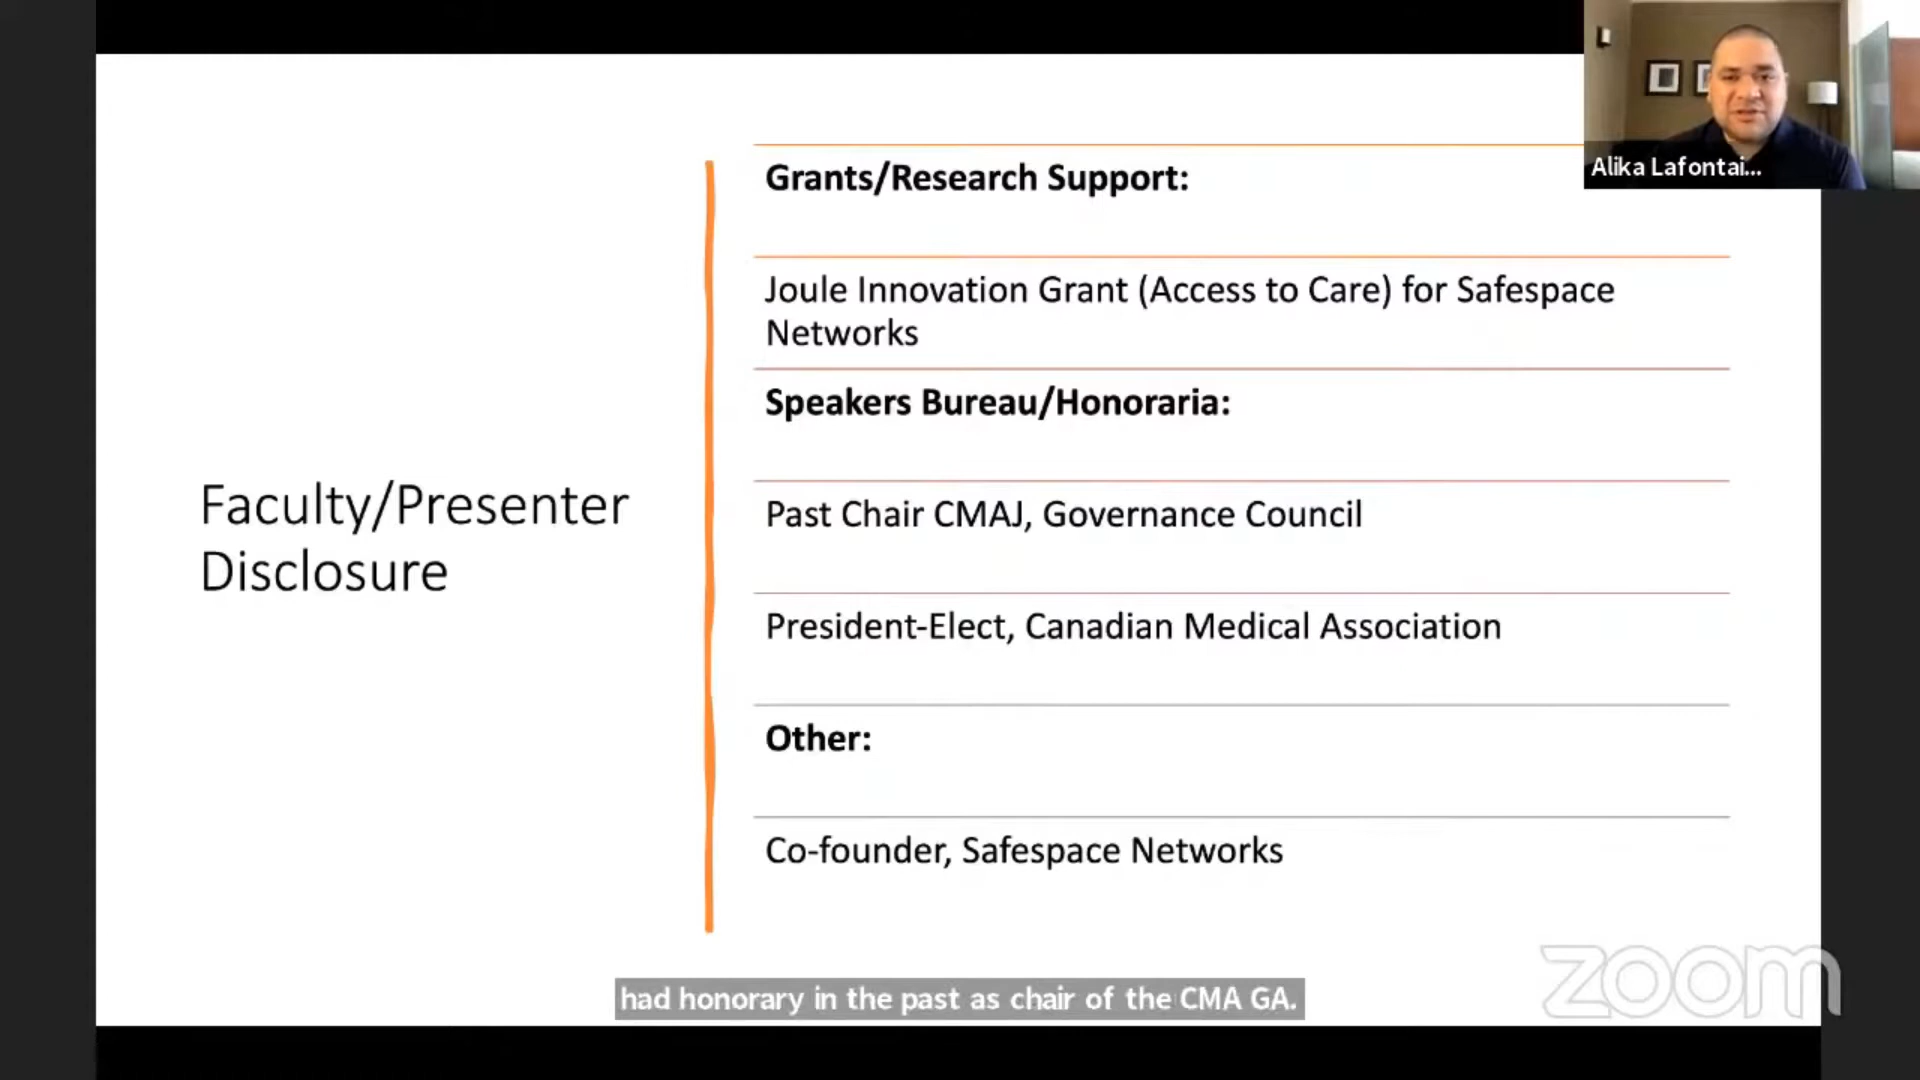 Alika Lafontai...
Grants/Research Support:
Joule Innovation Grant (Access to Care) for Safespace
Networks
Speakers Bureau/Honoraria:
Past Chair CMAJ, Governance Council
President-Elect, Canadian Medical Association
Other:
Co-founder, Safespace Networks
Faculty/Presenter
Disclosure
had honorary in the past as chair of the CMA GA.
zoom